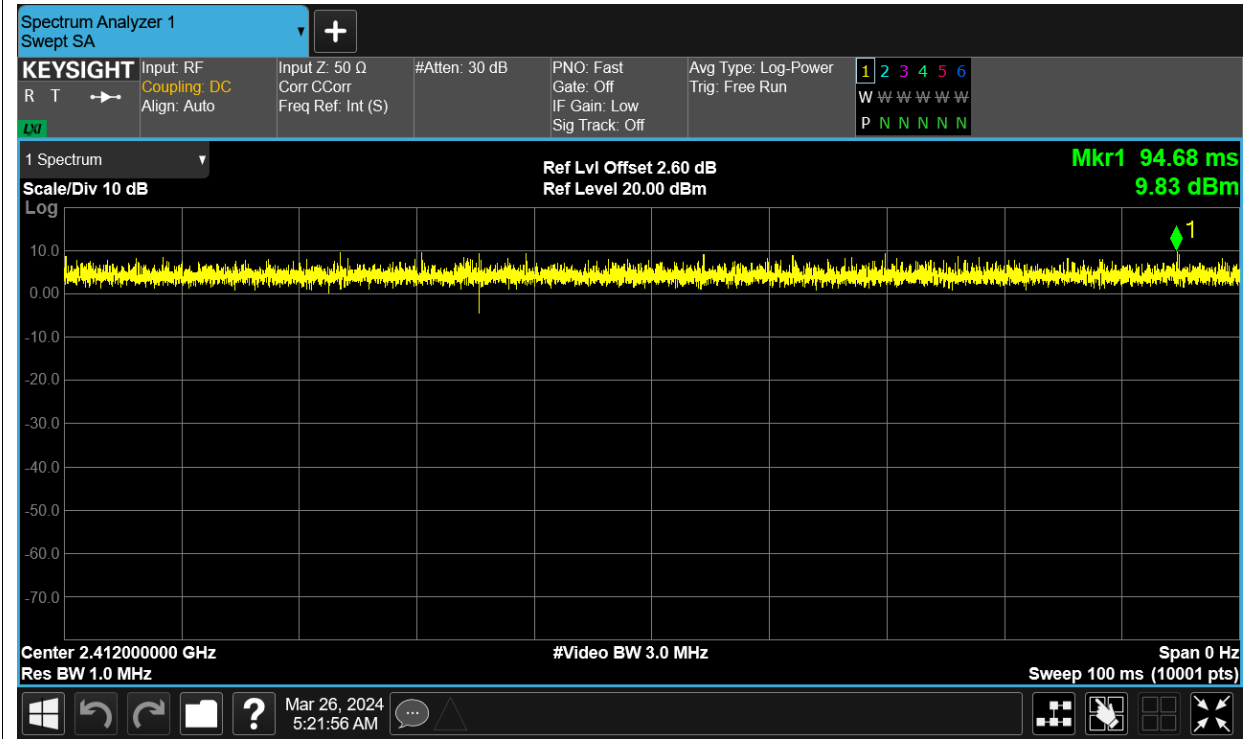 Spectrum Analyzer 1
Swept SA
+
KEYSIGHT
R T
LXI
Input: RF
Coupling: DC
Align: Auto
Input Z: 50 Ω
Corr CCorr
Freq Ref: Int (S)
#Atten: 30 dB
PNO: Fast
Gate: Off
IF Gain: Low
Sig Track: Off
Avg Type: Log-Power
Trig: Free Run
1 2 3 4 5 6
W W W W W W
P N N N N N
1 Spectrum
Scale/Div 10 dB
Ref Lvl Offset 2.60 dB
Ref Level 20.00 dBm
Mkr1 94.68 ms
9.83 dBm
Log
1
10.0
0.00
-10.0
-20.0
-30.0
-40.0
-50.0
-60.0
-70.0
Center 2.412000000 GHz
Res BW 1.0 MHz
#Video BW 3.0 MHz
Span 0 Hz
Sweep 100 ms (10001 pts)
?
Mar 26, 2024
5:21:56 AM